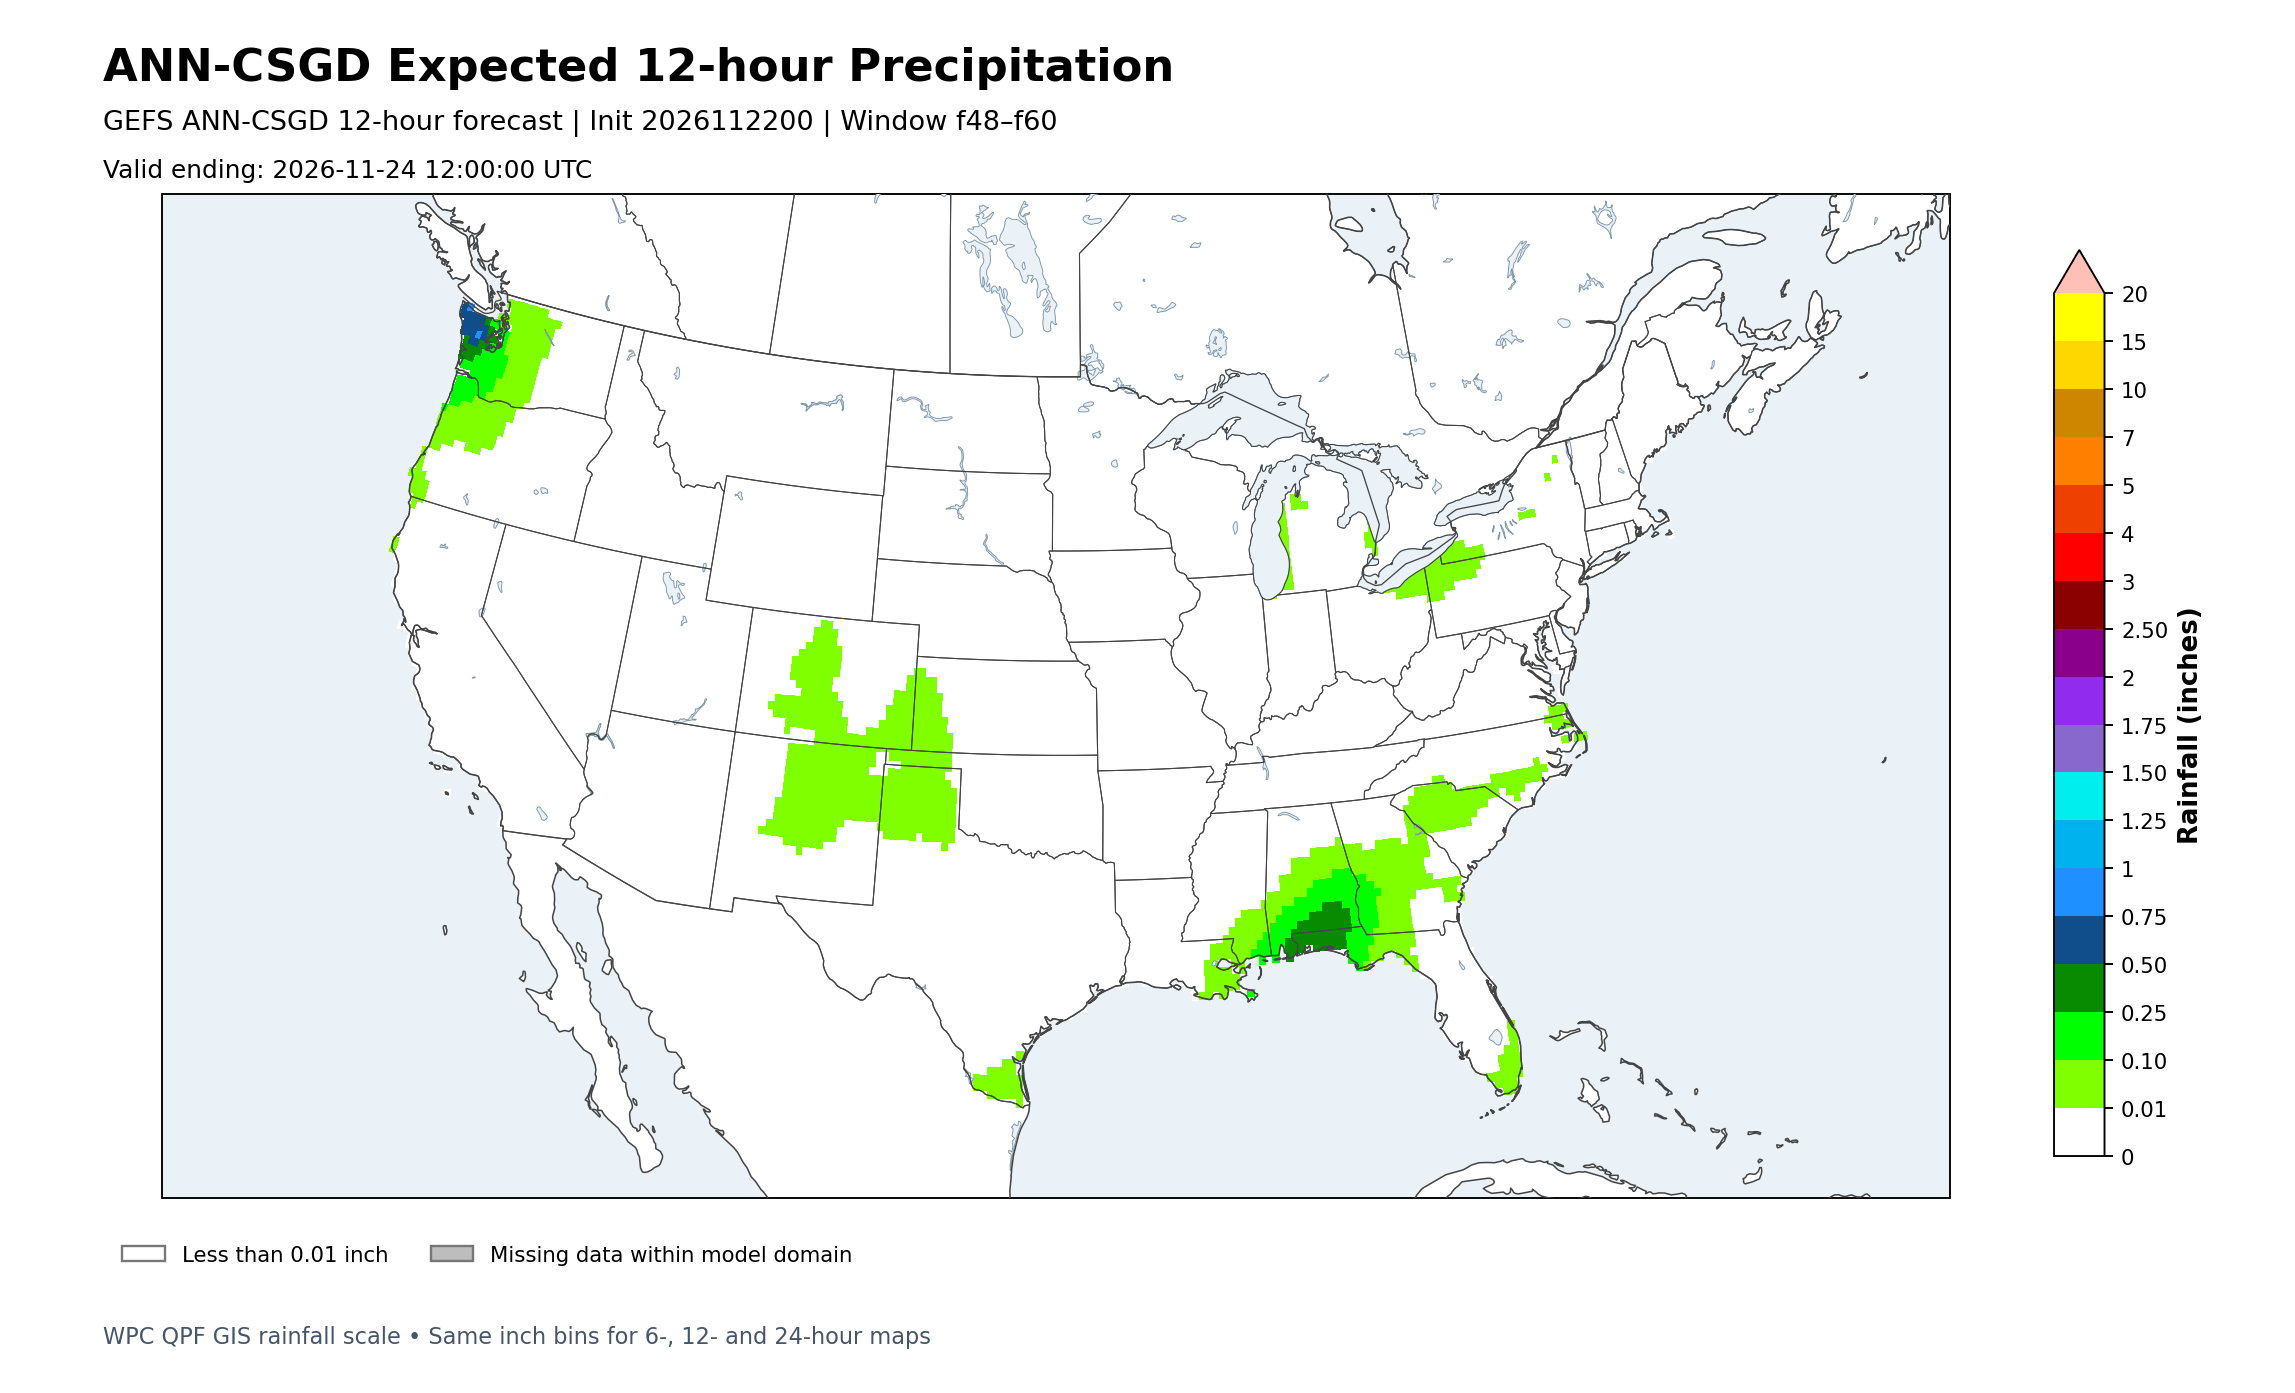 ANN-CSGD Expected 12-hour Precipitation
GEFS ANN-CSGD 12-hour forecast | Init 2026112200 | Window f48–f60
Valid ending: 2026-11-24 12:00:00 UTC
20
15
10
7
5
4
3
2.50
2
1.75
1.50
1.25
1
0.75
0.50
0.25
0.10
0.01
0
Rainfall (inches)
Less than 0.01 inch
Missing data within model domain
WPC QPF GIS rainfall scale • Same inch bins for 6-, 12- and 24-hour maps